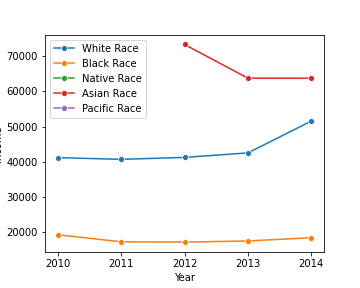 White Race
Black Race
Native Race
Asian Race
Pacific Race
70000
60000
50000
40000
30000
20000
2010 2011 2012 2013 2014
Year